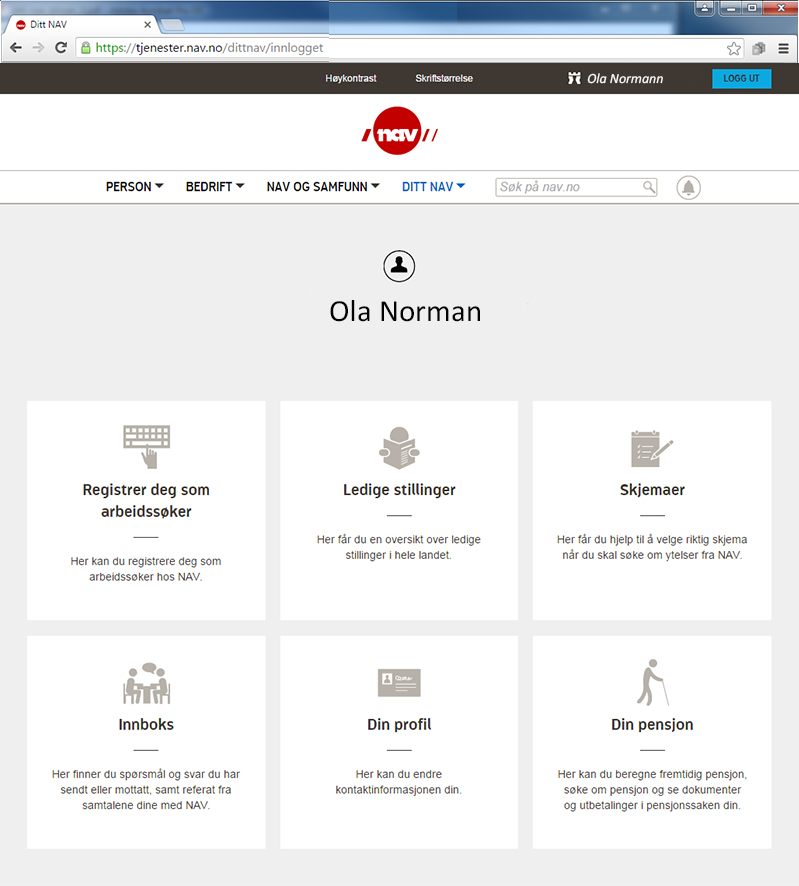 Ditt NAV
https://tjenester.nav.no/dittnav/innlogget
Høykontrast Skriftstørrelse Ola Normann LOGG UT
nav
PERSON BEDRIFT NAV OG SAMFUNN DITT NAV Søk på nav.no
Ola Norman
Registrer deg som
arbeidssøker
Her kan du registrere deg som
arbeidssøker hos NAV.
Ledige stillinger
Her får du en oversikt over ledige
stillinger i hele landet.
Skjemaer
Her får du hjelp til å velge riktig skjema
når du skal søke om ytelser fra NAV.
Innboks
Her finner du spørsmål og svar du har
sendt eller mottatt, samt referat fra
samtalene dine med NAV.
Din profil
Her kan du endre
kontaktinformasjonen din.
Din pensjon
Her kan du beregne fremtidig pensjon,
søke om pensjon og se dokumenter
og utbetalinger i pensjonssaken din.